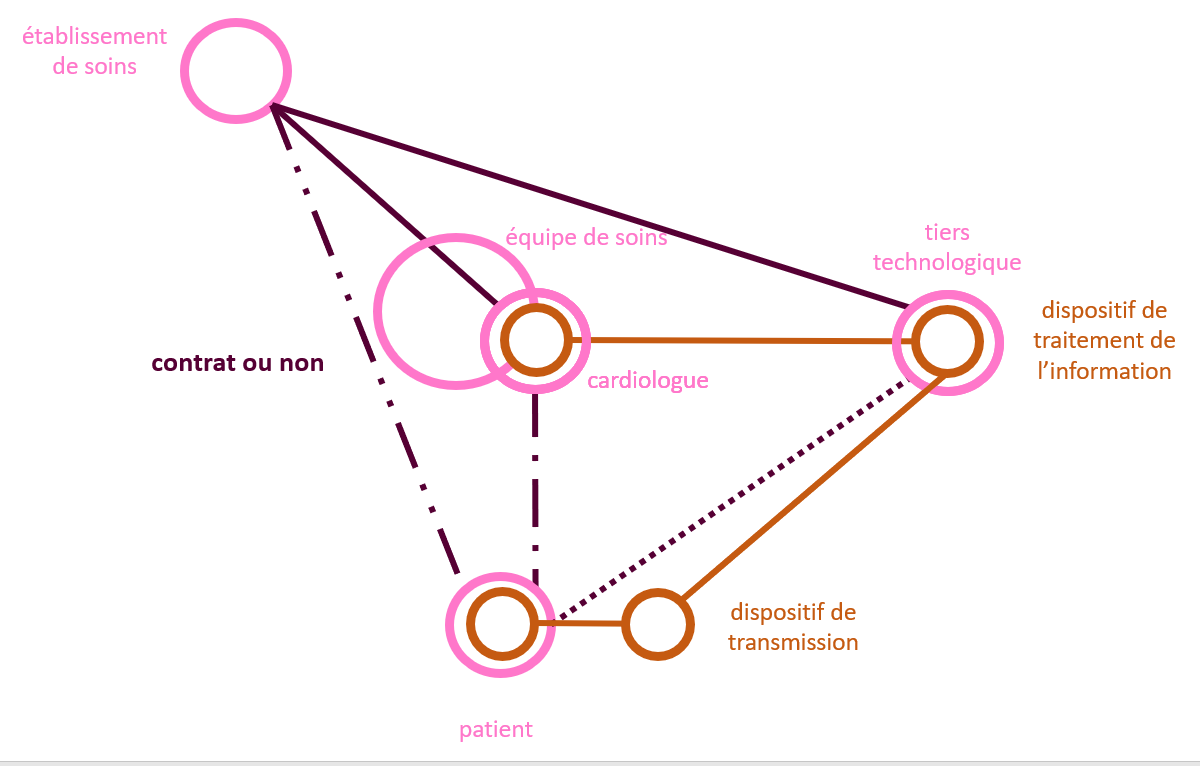 établissement
de soins
équipe de soins
tiers
technologique
dispositif de
traitement de
l’information
contrat ou non
cardiologue
dispositif de
transmission
patient